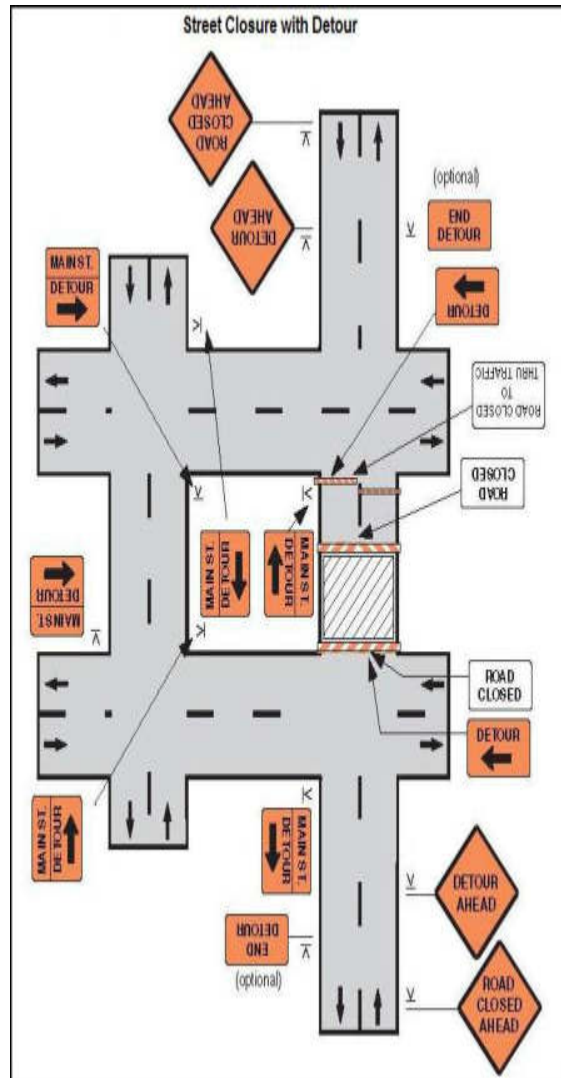 Street Closure with Detour
ROAD
CLOSED
AHEAD
DETOUR
AHEAD
(optional)
END
DETOUR
MAIN ST.
DETOUR
DETOUR
ROAD CLOSED
TO
THRU TRAFFIC
ROAD
CLOSED
MAIN ST.
DETOUR
MAIN ST.
DETOUR
MAIN ST.
DETOUR
ROAD
CLOSED
DETOUR
MAIN ST.
DETOUR
MAIN ST.
DETOUR
DETOUR
AHEAD
END
DETOUR
(optional)
ROAD
CLOSED
AHEAD